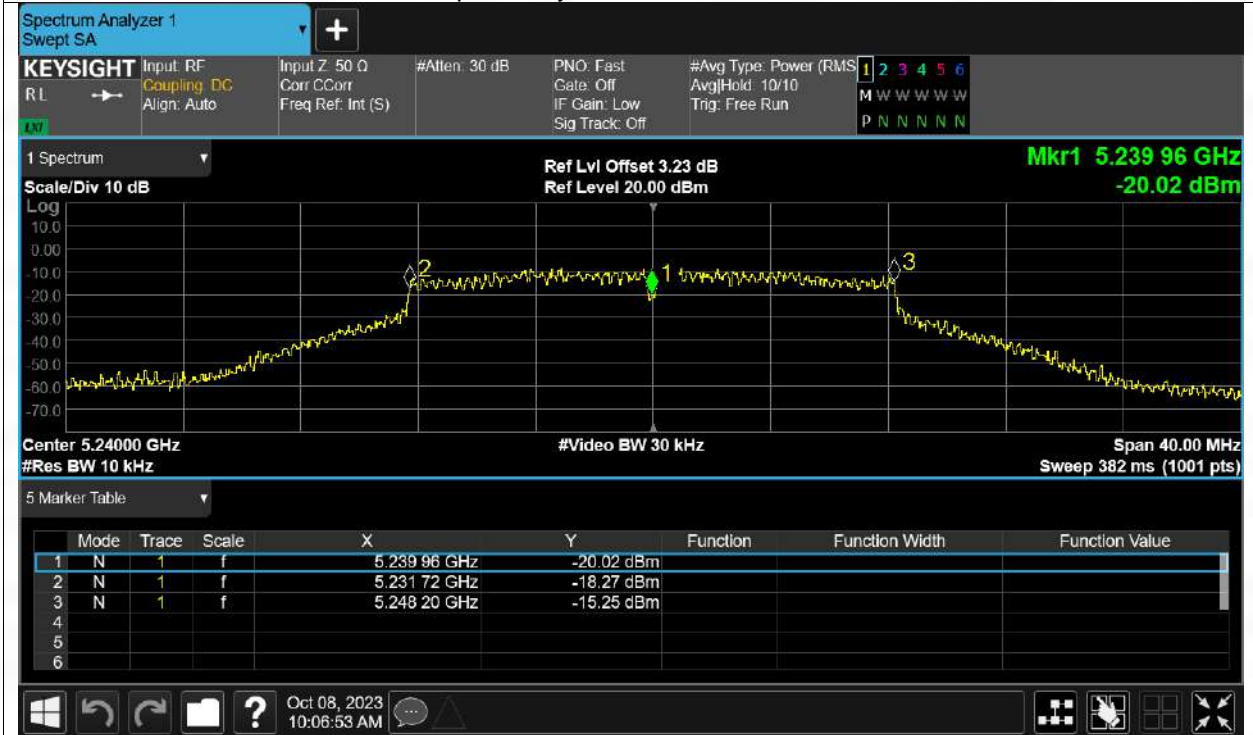 Spectrum Analyzer 1
Swept SA
+
KEYSIGHT Input: RF Input Z: 50 Ω #Atten: 30 dB PNO: Fast #Avg Type: Power (RMS 1 2 3 4 5 6
RL Coupling: DC Corr CCorr Gate: Off Avg|Hold: 10/10 M W W W W W
Align: Auto Freq Ref: Int (S) IF Gain: Low Trig: Free Run
LXI Sig Track: Off P N N N N N
1 Spectrum Ref Lvl Offset 3.23 dB Mkr1 5.239 96 GHz
Scale/Div 10 dB Ref Level 20.00 dBm -20.02 dBm
Log
10.0
0.00
-10.0 2 1 3
-20.0
-30.0
-40.0
-50.0
-60.0
-70.0
Center 5.24000 GHz #Video BW 30 kHz Span 40.00 MHz
#Res BW 10 kHz Sweep 382 ms (1001 pts)
5 Marker Table
Mode Trace Scale X Y Function Function Width Function Value
1 N 1 f 5.239 96 GHz -20.02 dBm
2 N 1 f 5.231 72 GHz -18.27 dBm
3 N 1 f 5.248 20 GHz -15.25 dBm
4
5
6
? Oct 08, 2023
10:06:53 AM